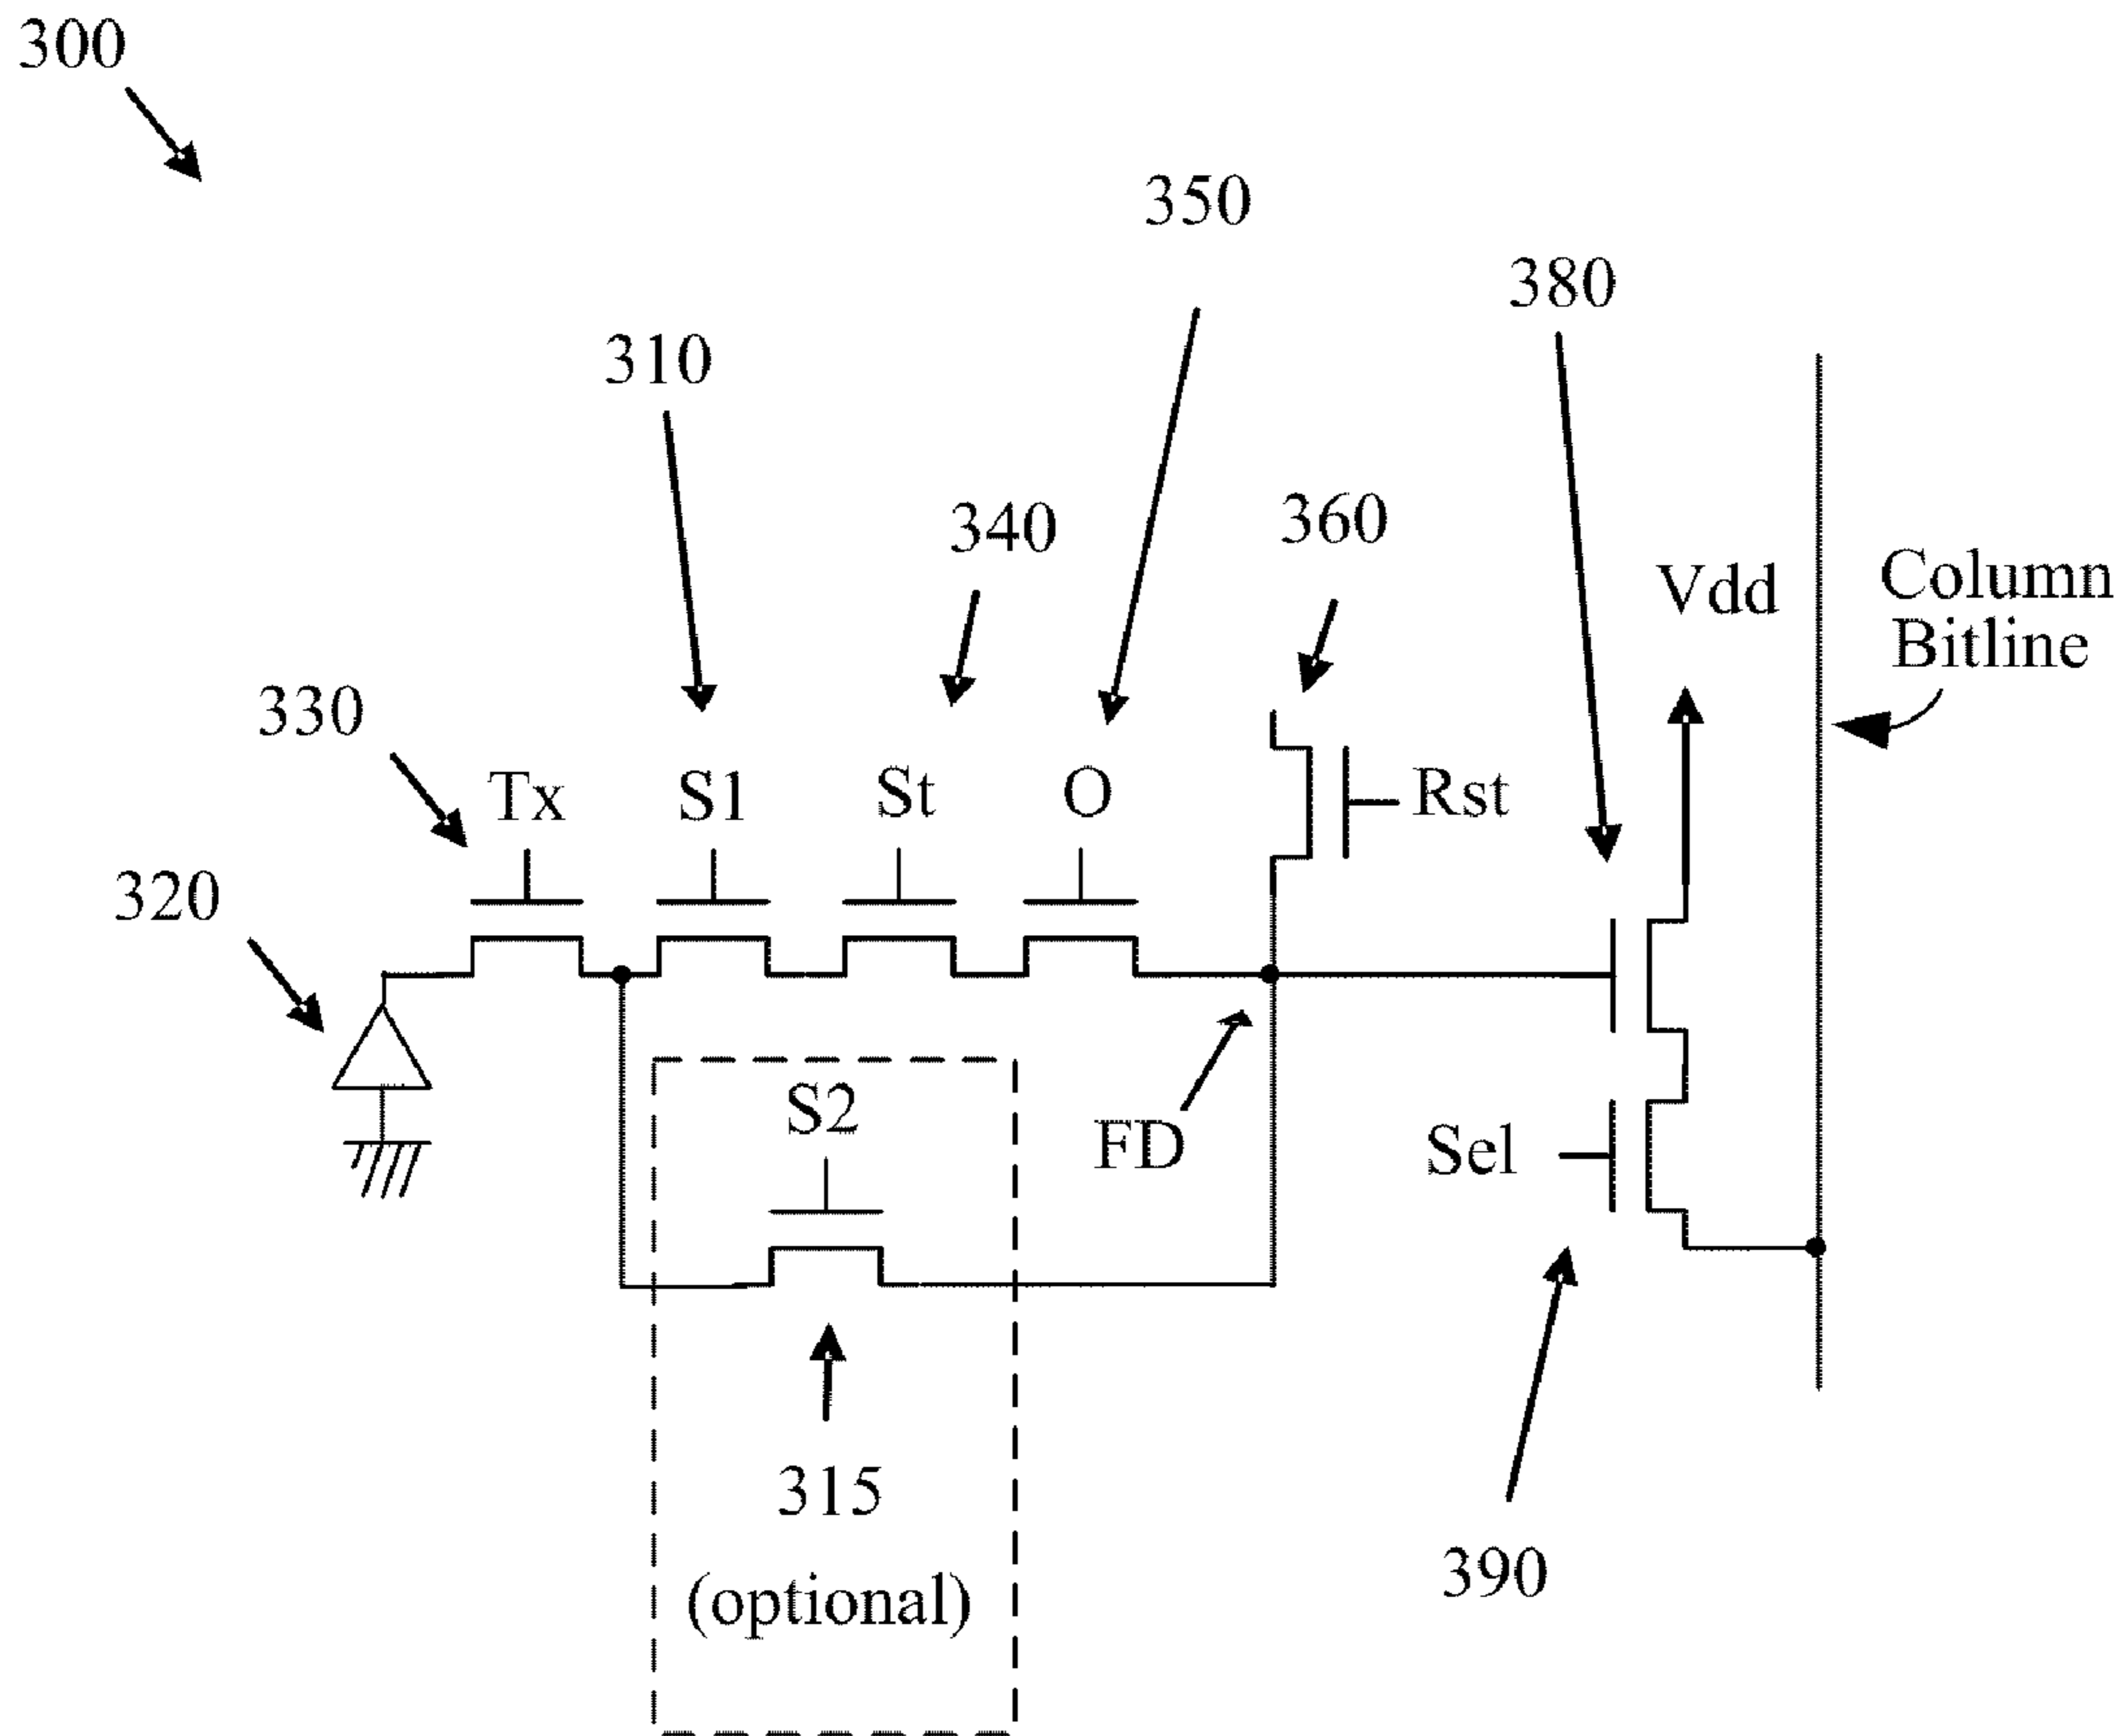 300
350
380
310
340
360
Vdd
Column
Bitline
330
Tx
S1
St
O
Rst
320
S2
FD
Sel
315
(optional)
390